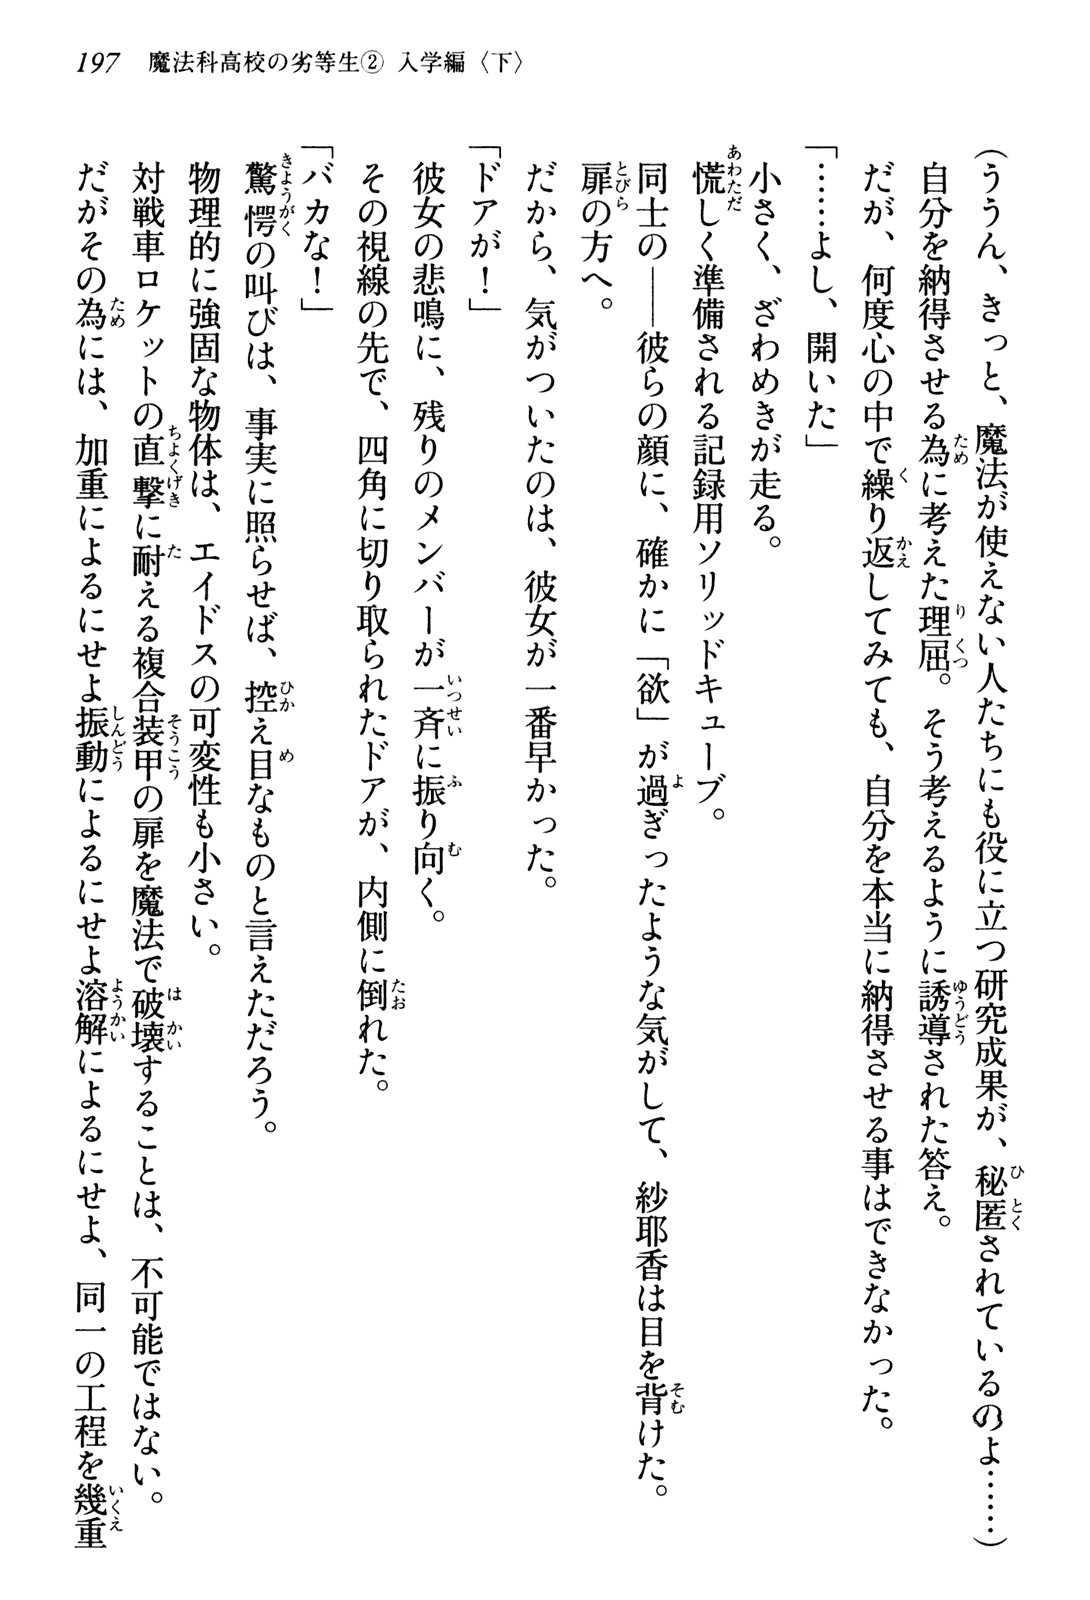 197　魔法科高校の劣等生② 入学編〈下〉
（ううん、きっと、魔法が使えない人たちにも役に立つ研究成果が、秘匿されているのよ……）
自分を納得させる為に考えた理屈。そう考えるように誘導された答え。
だが、何度心の中で繰り返してみても、自分を本当に納得させる事はできなかった。
「……よし、開いた」
小さく、ざわめきが走る。
慌しく準備される記録用ソリッドキューブ。
同士の――彼らの顔に、確かに「欲」が過ぎったような気がして、紗耶香は目を背けた。
扉の方へ。
だから、気がついたのは、彼女が一番早かった。
「ドアが！」
彼女の悲鳴に、残りのメンバーが一斉に振り向く。
その視線の先で、四角に切り取られたドアが、内側に倒れた。
「バカな！」
驚愕の叫びは、事実に照らせば、控え目なものと言えただろう。
物理的に強固な物体は、エイドスの可変性も小さい。
対戦車ロケットの直撃に耐える複合装甲の扉を魔法で破壊することは、不可能ではない。
だがその為には、加重によるにせよ振動によるにせよ溶解によるにせよ、同一の工程を幾重